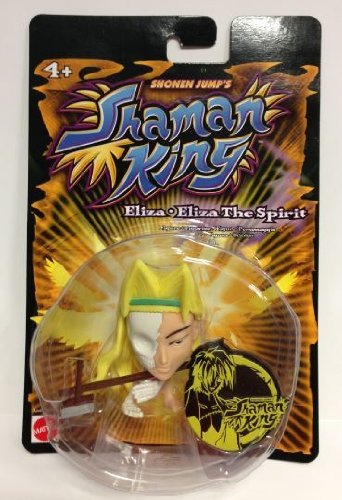 4+
SHONEN JUMP'S
Shaman
King
Eliza • Eliza The Spirit
Shaman
King